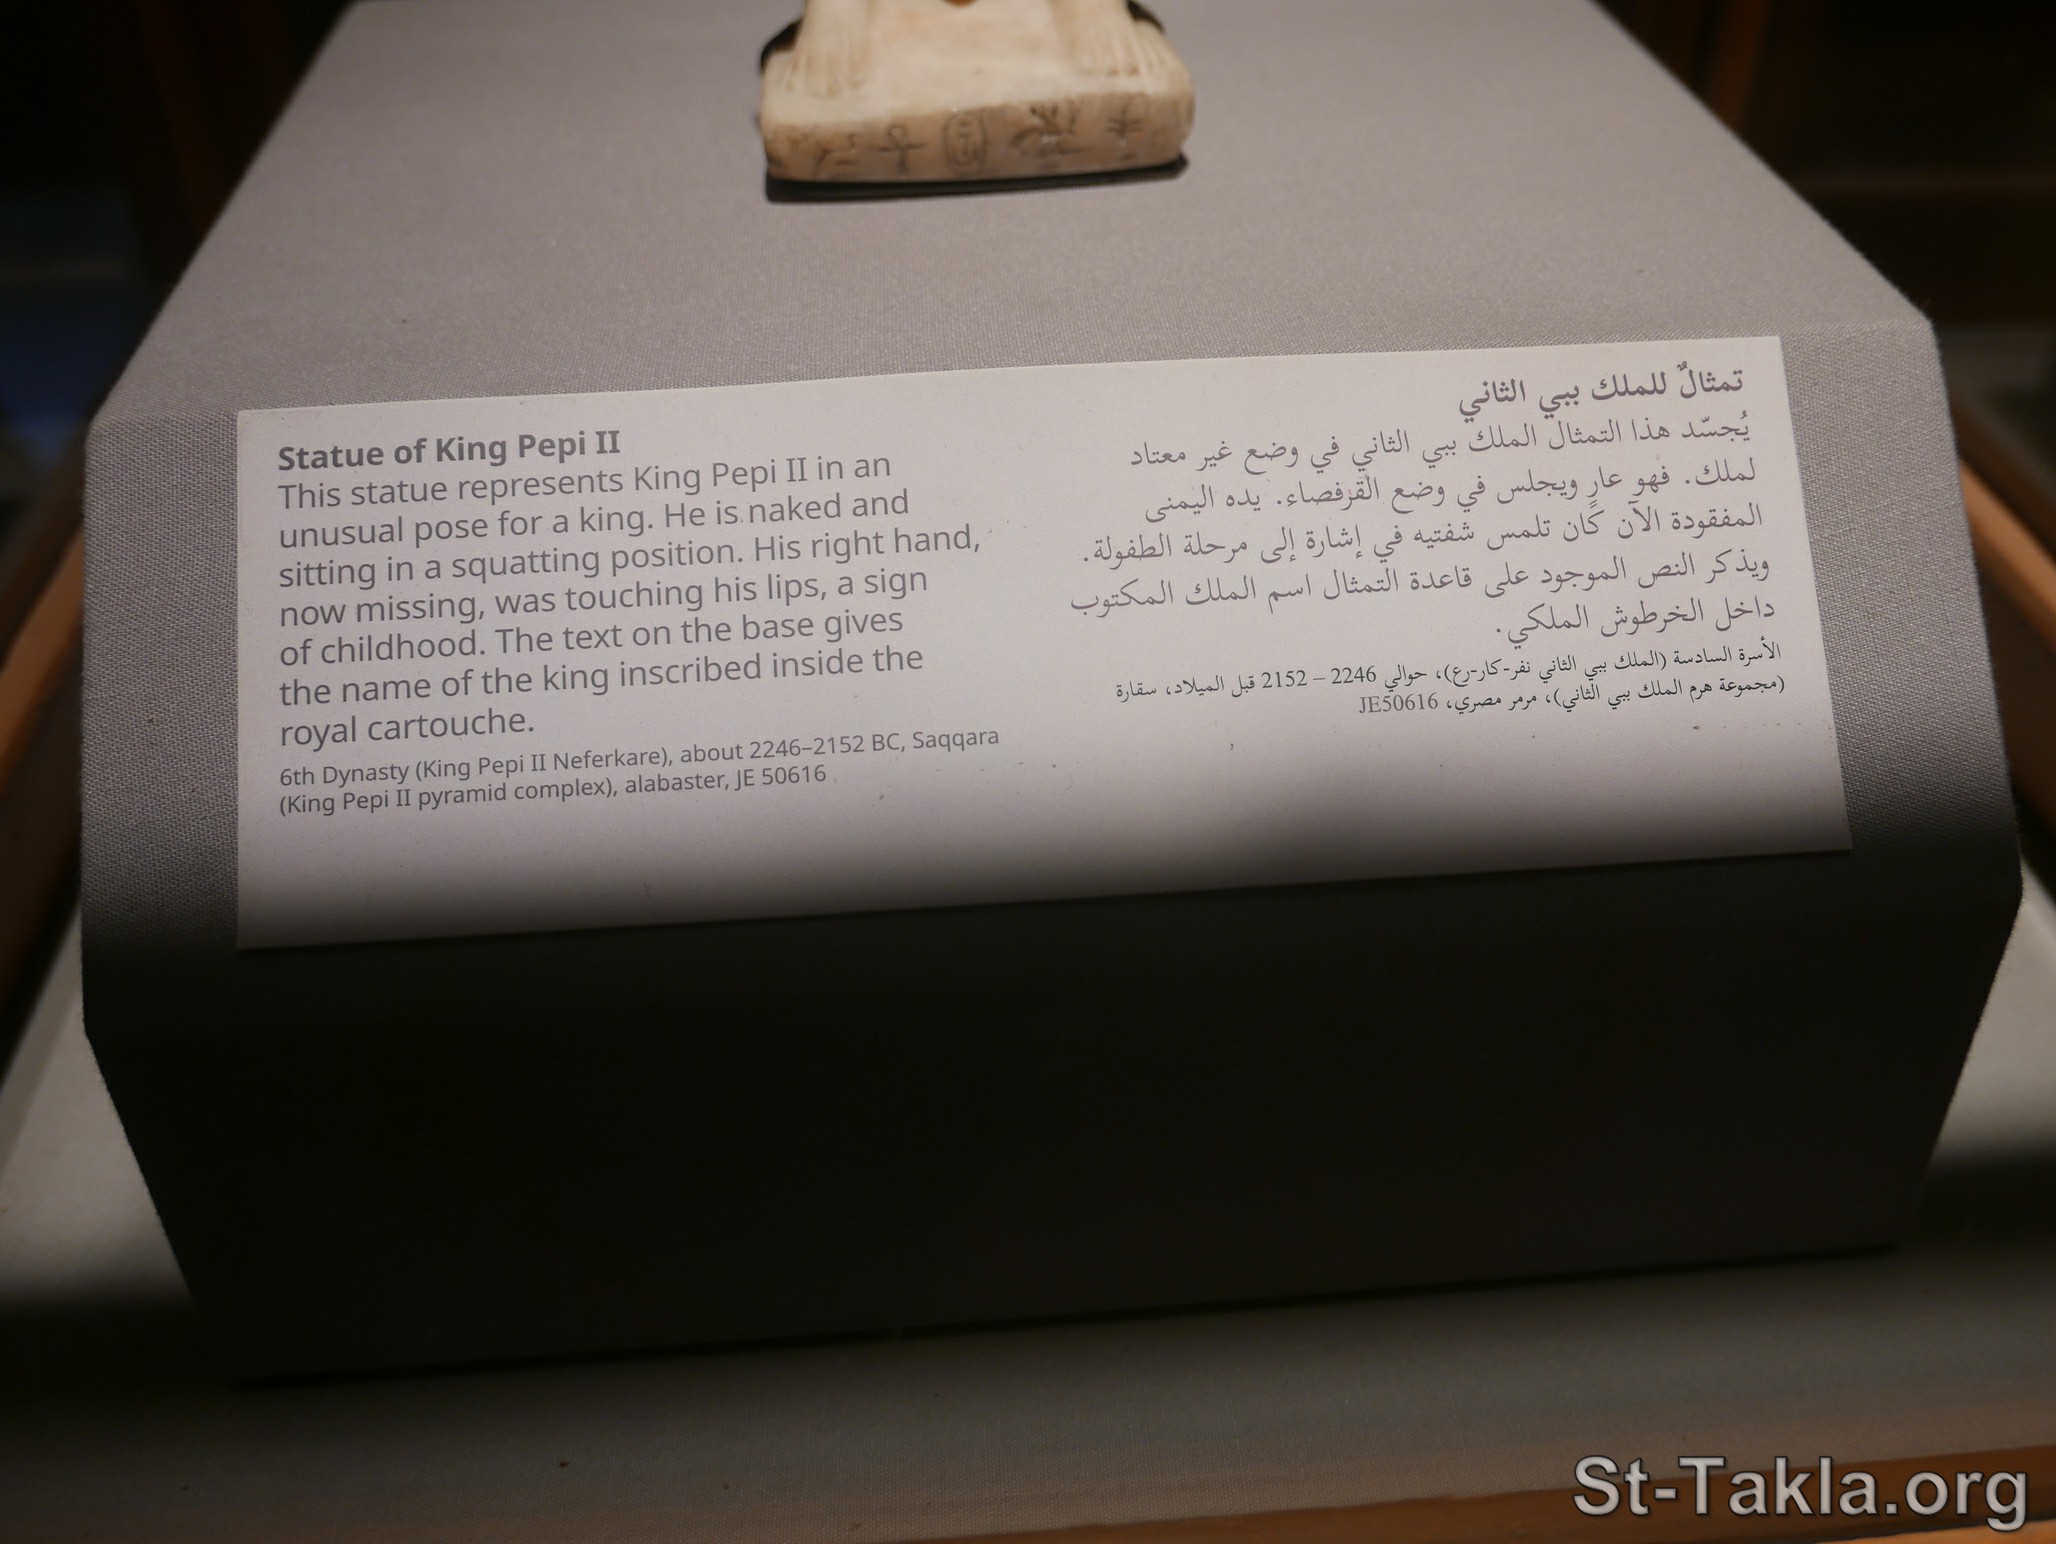 Statue of King Pepi II
This statue represents King Pepi II in an
unusual pose for a king. He is naked and
sitting in a squatting position. His right hand,
now missing, was touching his lips, a sign
of childhood. The text on the base gives
the name of the king inscribed inside the
royal cartouche.
6th Dynasty (King Pepi II Neferkare), about 2246–2152 BC, Saqqara
(King Pepi II pyramid complex), alabaster, JE 50616
تمثالٌ للملك ببي الثاني
يُجسّد هذا التمثال الملك ببي الثاني في وضع غير معتاد
لملك. فهو عارٍ ويجلس في وضع القرفصاء. يده اليمنى
المفقودة الآن كان تلمس شفتيه في إشارة إلى مرحلة الطفولة.
ويذكر النص الموجود على قاعدة التمثال اسم الملك المكتوب
داخل الخرطوش الملكي.
الأسرة السادسة (الملك ببي الثاني نفر-كار-رع)، حوالي 2246 – 2152 قبل الميلاد، سقارة
(مجموعة هرم الملك ببي الثاني)، مرمر مصري، JE50616
St-Takla.org